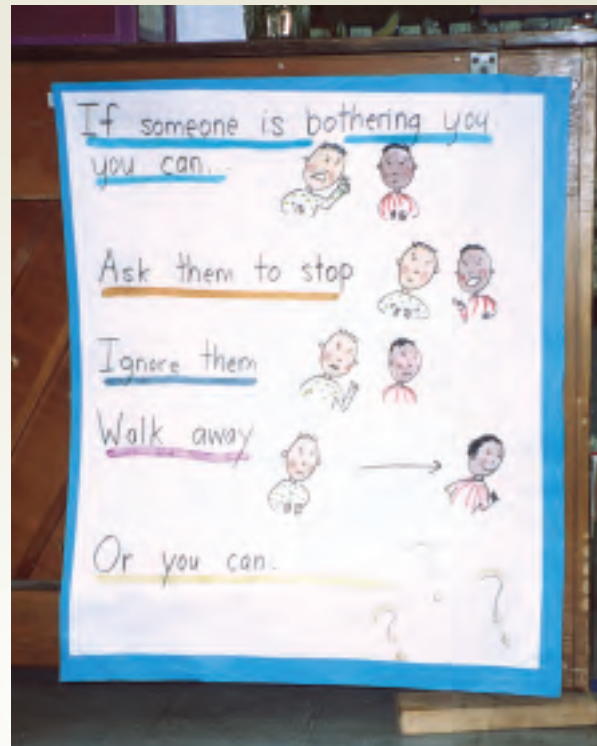 If someone is bothering you
you can...
Ask them to stop
Ignore them
Walk away
Or you can.
? ? ?